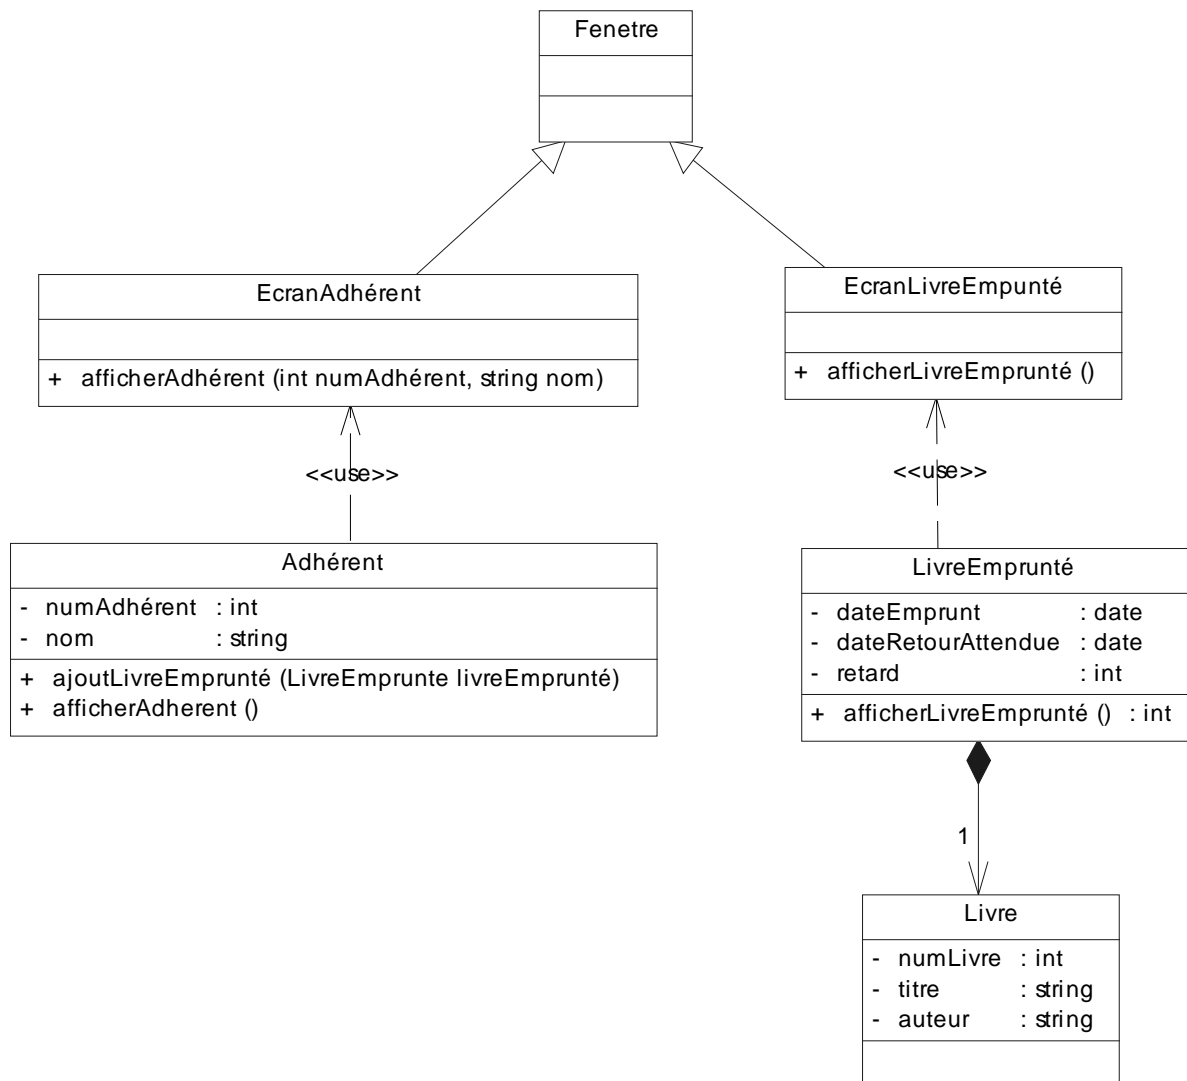 Fenetre
EcranAdhérent
+ afficherAdhérent (int numAdhérent, string nom)
EcranLivreEmpunté
+ afficherLivreEmprunté ()
<<use>>
<<use>>
Adhérent
- numAdhérent : int
- nom : string
+ ajoutLivreEmprunté (LivreEmprunte livreEmprunté)
+ afficherAdherent ()
LivreEmprunté
- dateEmprunt : date
- dateRetourAttendue : date
- retard : int
+ afficherLivreEmprunté () : int
1
Livre
- numLivre : int
- titre : string
- auteur : string